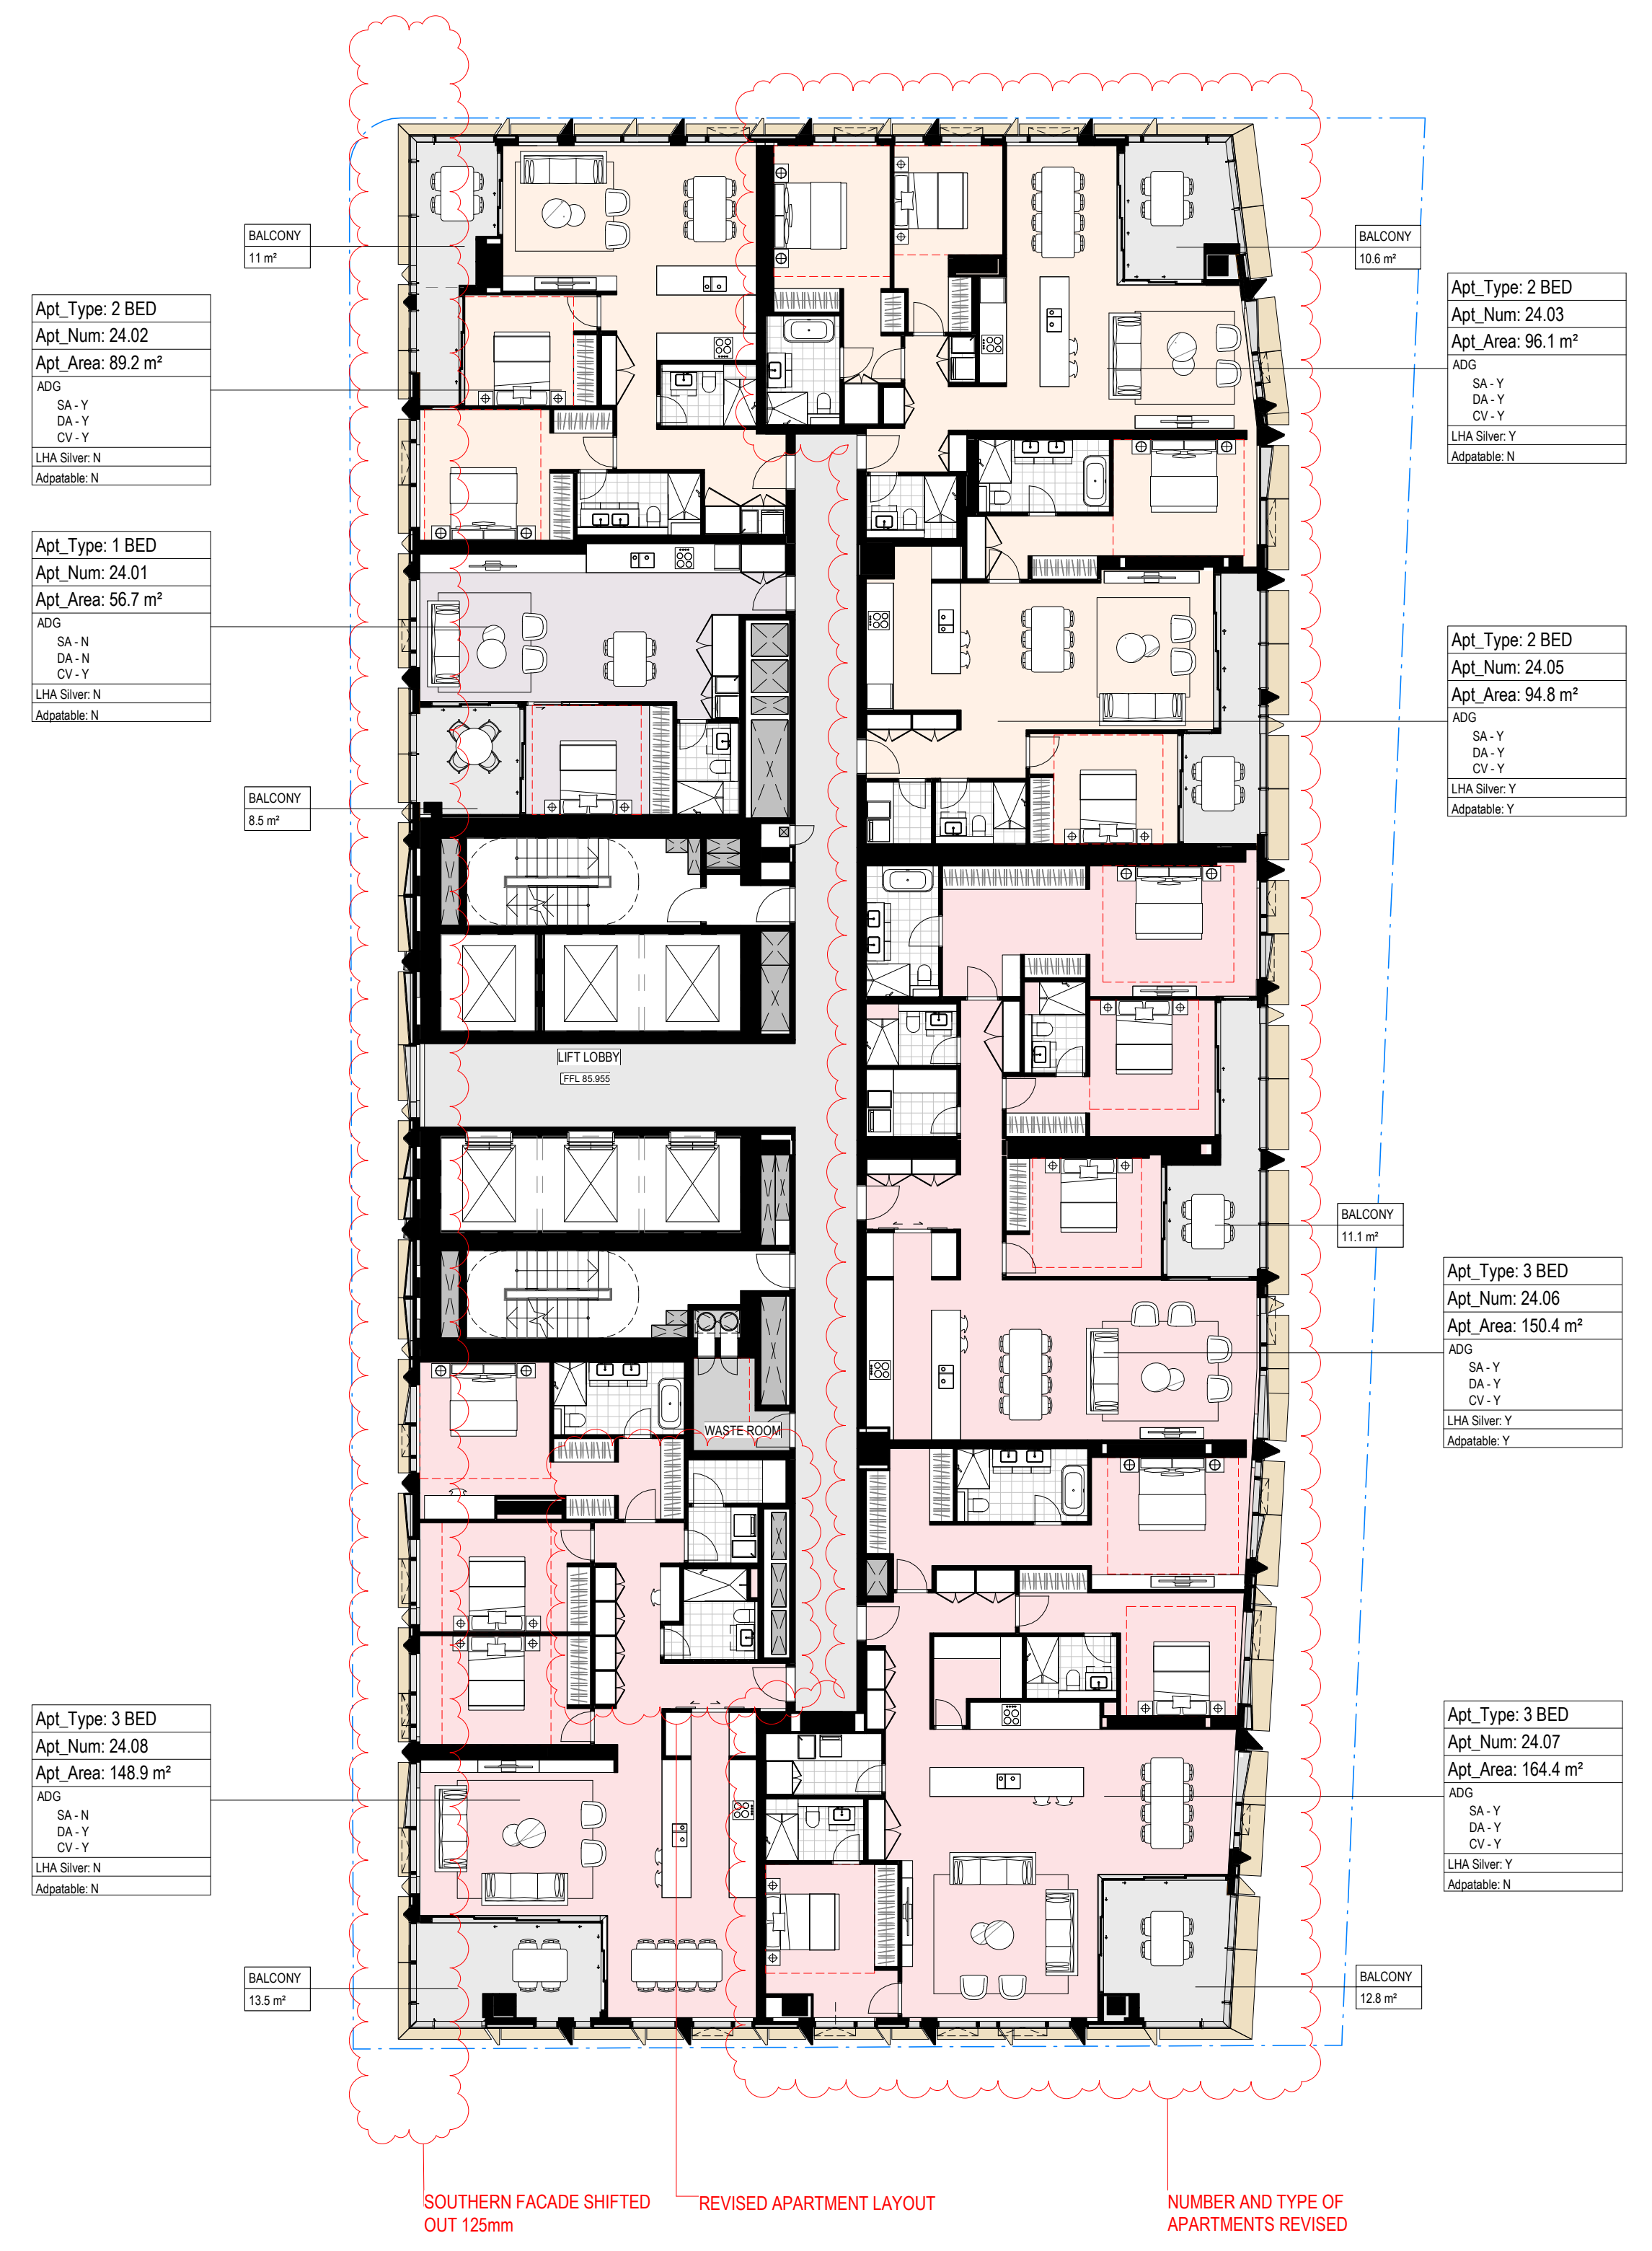 BALCONY
11 m²
Apt_Type: 2 BED
Apt_Num: 24.02
Apt_Area: 89.2 m²
ADG
SA - Y
DA - Y
CV - Y
LHA Silver: N
Adpatable: N
Apt_Type: 1 BED
Apt_Num: 24.01
Apt_Area: 56.7 m²
ADG
SA - N
DA - N
CV - Y
LHA Silver: N
Adpatable: N
BALCONY
8.5 m²
BALCONY
10.6 m²
Apt_Type: 2 BED
Apt_Num: 24.03
Apt_Area: 96.1 m²
ADG
SA - Y
DA - Y
CV - Y
LHA Silver: Y
Adpatable: N
Apt_Type: 2 BED
Apt_Num: 24.05
Apt_Area: 94.8 m²
ADG
SA - Y
DA - Y
CV - Y
LHA Silver: Y
Adpatable: Y
LIFT LOBBY
FFL 85.955
BALCONY
11.1 m²
Apt_Type: 3 BED
Apt_Num: 24.06
Apt_Area: 150.4 m²
ADG
SA - Y
DA - Y
CV - Y
LHA Silver: Y
Adpatable: Y
WASTE ROOM
Apt_Type: 3 BED
Apt_Num: 24.08
Apt_Area: 148.9 m²
ADG
SA - N
DA - Y
CV - Y
LHA Silver: N
Adpatable: N
Apt_Type: 3 BED
Apt_Num: 24.07
Apt_Area: 164.4 m²
ADG
SA - Y
DA - Y
CV - Y
LHA Silver: Y
Adpatable: N
BALCONY
13.5 m²
BALCONY
12.8 m²
SOUTHERN FACADE SHIFTED
OUT 125mm
REVISED APARTMENT LAYOUT
NUMBER AND TYPE OF
APARTMENTS REVISED